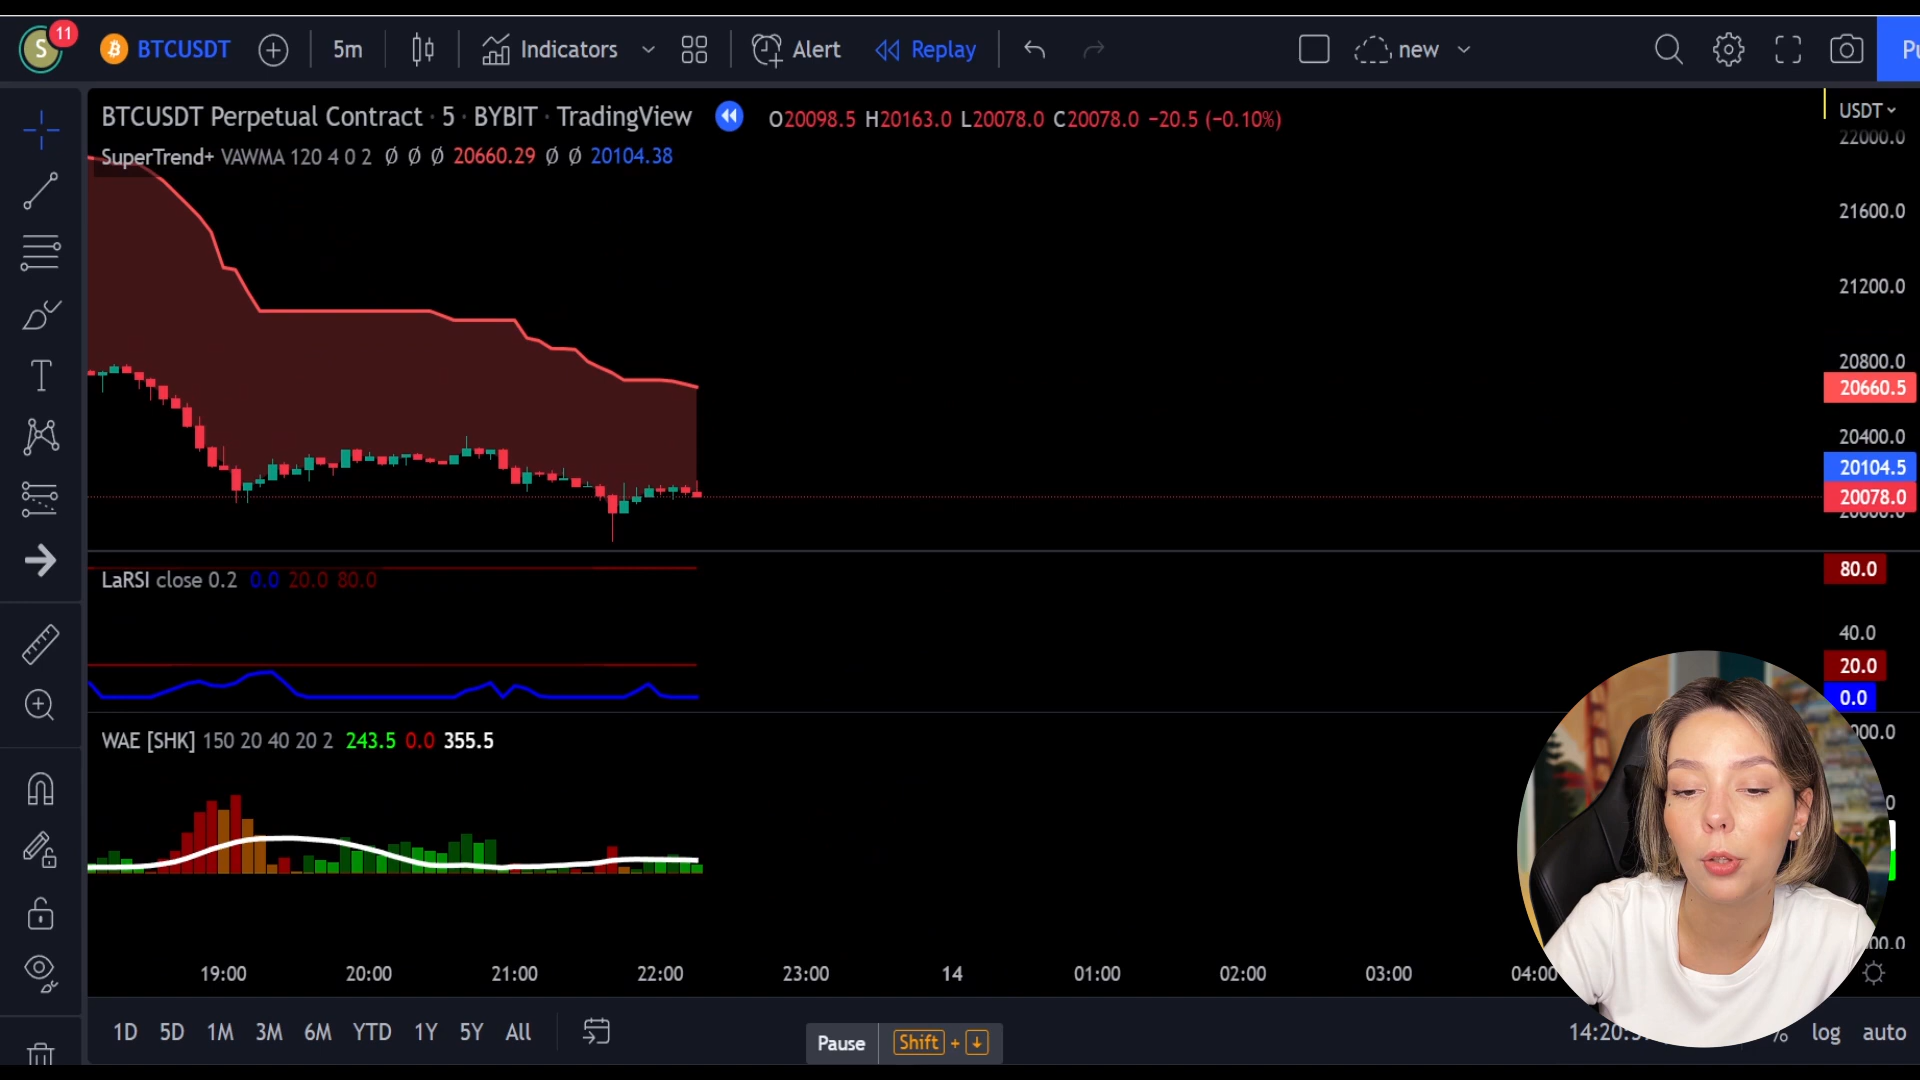 S 11 BTCUSDT 5m Indicators Alert Replay new Pu
BTCUSDT Perpetual Contract · 5 · BYBIT · TradingView O20098.5 H20163.0 L20078.0 C20078.0 −20.5 (−0.10%)
SuperTrend+ VAWMA 120 4 0 2 Ø Ø Ø 20660.29 Ø Ø 20104.38
USDT
22000.0
21600.0
21200.0
20800.0
20660.5
20400.0
20104.5
20078.0
20000.0
LaRSI close 0.2 0.0 20.0 80.0
80.0
40.0
20.0
0.0
WAE [SHK] 150 20 40 20 2 243.5 0.0 355.5
19:00 20:00 21:00 22:00 23:00 14 01:00 02:00 03:00 04:00
1D 5D 1M 3M 6M YTD 1Y 5Y All
Pause Shift + ↓
% log auto